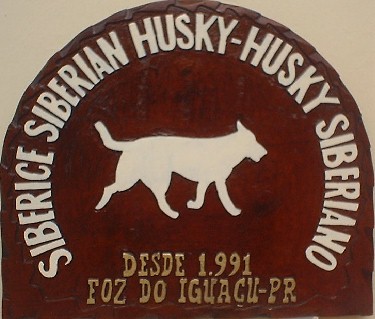 SIBERICE SIBERIAN HUSKY-HUSKY SIBERIANO
DESDE 1.991
FOZ DO IGUAÇU-PR